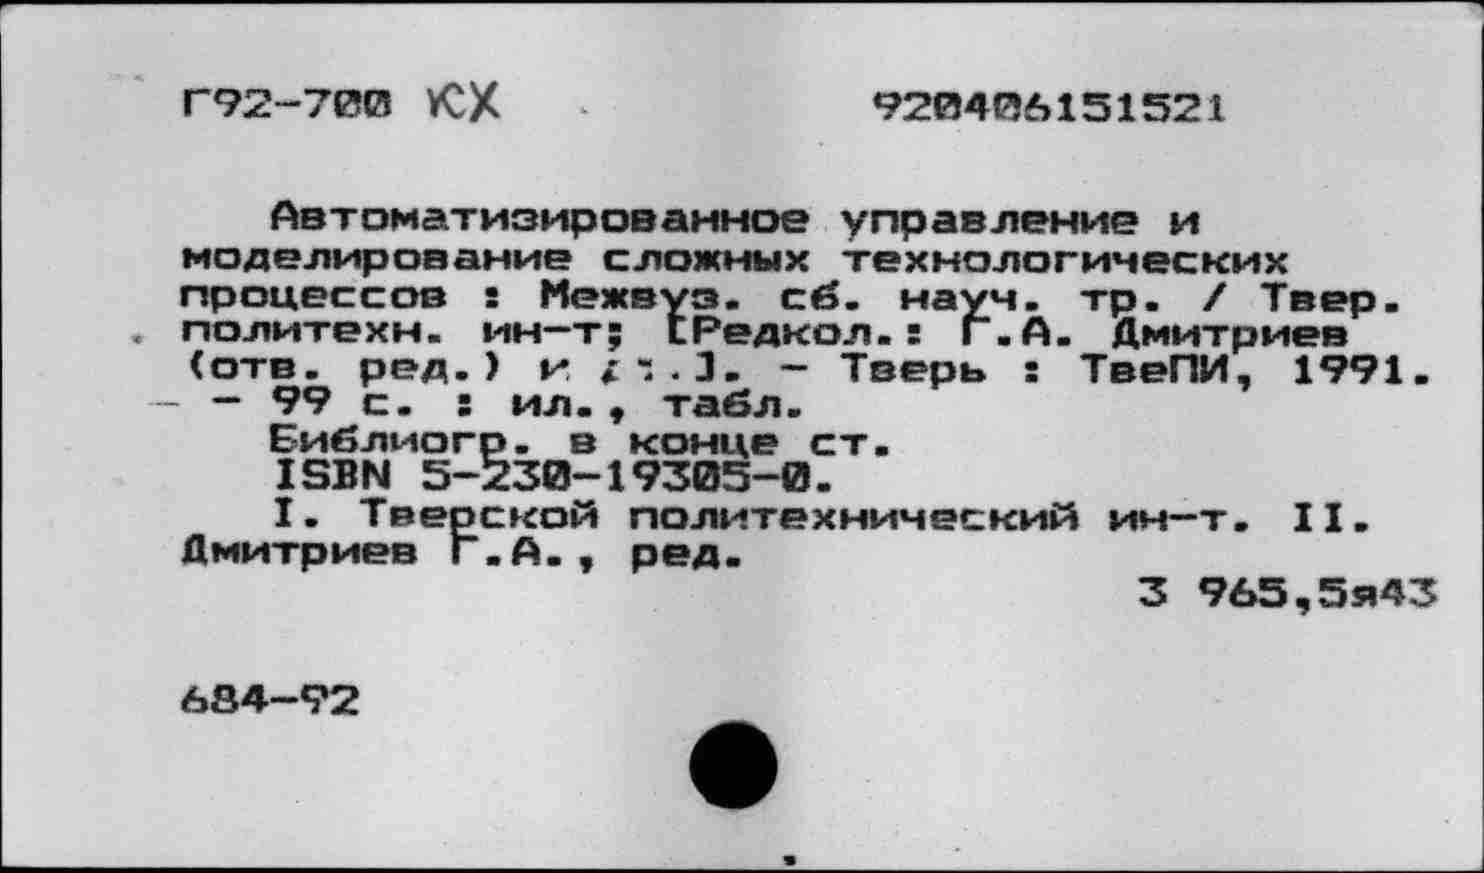 Г92-700 КХ
920406151521
Автоматизированное управление и
моделирование сложных технологических
процессов : Межвуз. сб. науч. тр. / Твер.
политехн. ин-т; [Редкол.: Г.А. Дмитриев
(отв. ред.) и др.]. - Тверь : ТвеПИ, 1991.
- 99 с. : ил., табл.
Библиогр. в конце ст.
ISBN 5-230-19305-0.
I. Тверской политехнический ин-т. II.
Дмитриев Г.А., ред.
3 965,5я43
684-92